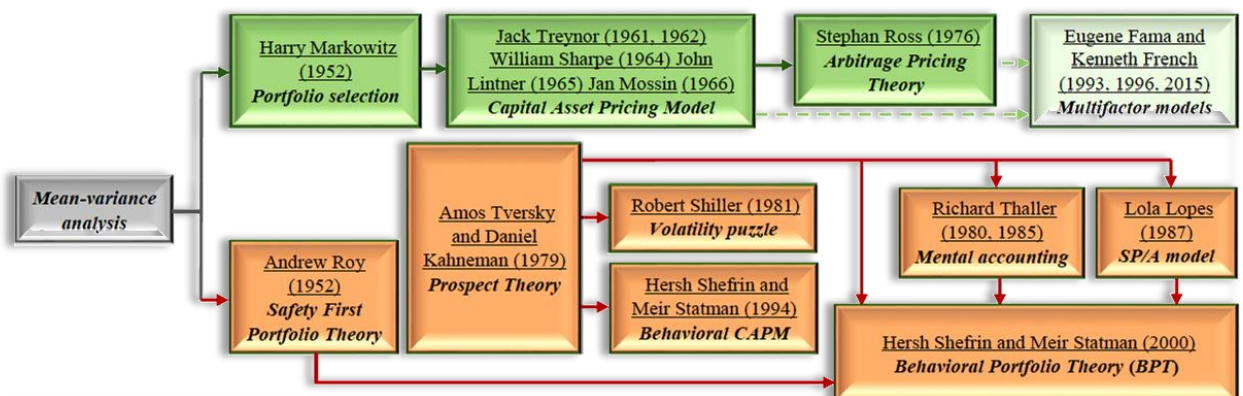 Harry Markowitz
(1952)
Portfolio selection
Jack Treynor (1961, 1962)
William Sharpe (1964) John
Lintner (1965) Jan Mossin (1966)
Capital Asset Pricing Model
Stephan Ross (1976)
Arbitrage Pricing
Theory
Eugene Fama and
Kenneth French
(1993, 1996, 2015)
Multifactor models
Mean-variance
analysis
Andrew Roy
(1952)
Safety First
Portfolio Theory
Amos Tversky
and Daniel
Kahneman (1979)
Prospect Theory
Robert Shiller (1981)
Volatility puzzle
Hersh Shefrin and
Meir Statman (1994)
Behavioral CAPM
Richard Thaller
(1980, 1985)
Mental accounting
Lola Lopes
(1987)
SP/A model
Hersh Shefrin and Meir Statman (2000)
Behavioral Portfolio Theory (BPT)